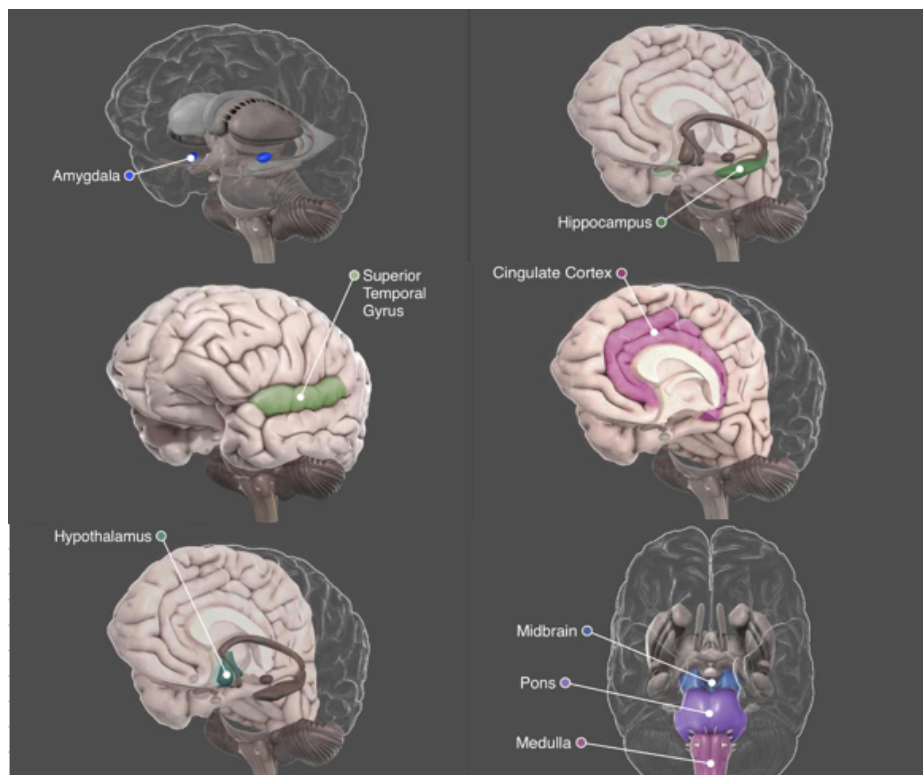 Amygdala
Hippocampus
Superior
Temporal
Gyrus
Cingulate Cortex
Hypothalamus
Midbrain
Pons
Medulla